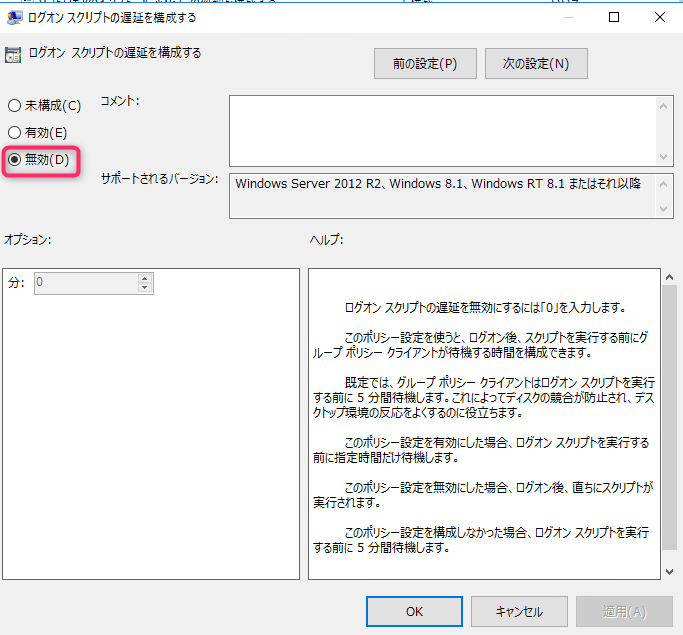 ログオン スクリプトの遅延を構成する
ログオン スクリプトの遅延を構成する
前の設定(P)
次の設定(N)
未構成(C)
コメント:
有効(E)
無効(D)
サポートされるバージョン:
Windows Server 2012 R2、Windows 8.1、Windows RT 8.1 またはそれ以降
オプション:
ヘルプ:
分:
0
ログオン スクリプトの遅延を無効にするには「0」を入力します。
このポリシー設定を使うと、ログオン後、スクリプトを実行する前にグ
ループ ポリシー クライアントが待機する時間を構成できます。
既定では、グループ ポリシー クライアントはログオン スクリプトを実行
する前に 5 分間待機します。これによってディスクの競合が防止され、デス
クトップ環境の反応をよくするのに役立ちます。
このポリシー設定を有効にした場合、ログオン スクリプトを実行する
前に指定時間だけ待機します。
このポリシー設定を無効にした場合、ログオン後、直ちにスクリプトが
実行されます。
このポリシー設定を構成しなかった場合、ログオン スクリプトを実行
する前に 5 分間待機します。
OK
キャンセル
適用(A)